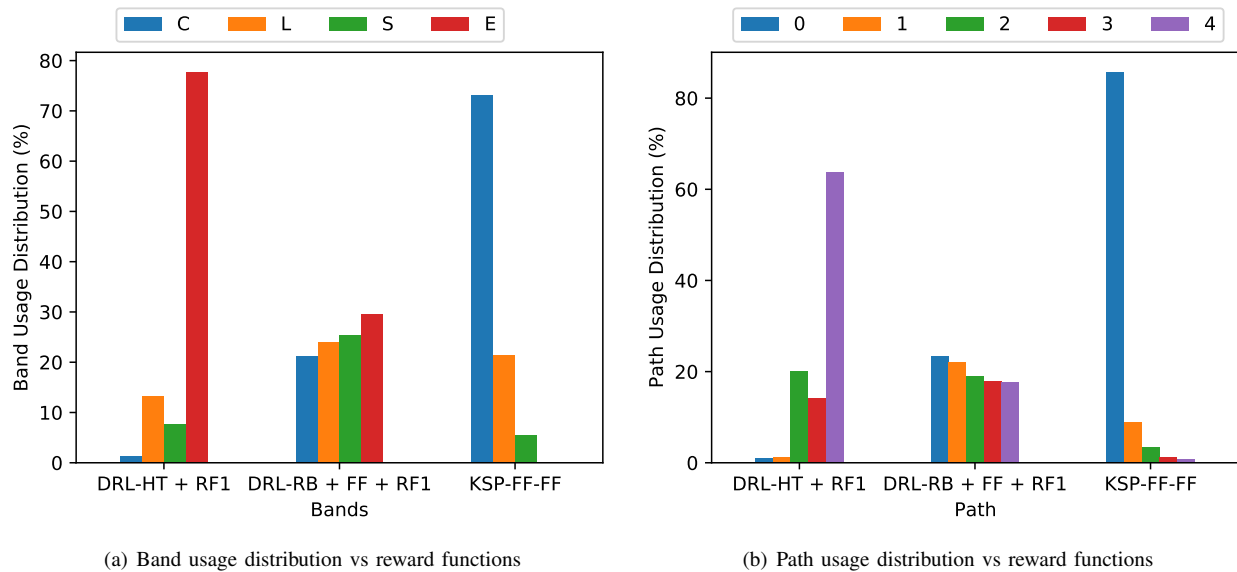 C L S E
80
70
60
50
40
30
20
10
0
Band Usage Distribution (%)
DRL-HT + RF1 DRL-RB + FF + RF1 KSP-FF-FF
Bands
(a) Band usage distribution vs reward functions
0 1 2 3 4
80
60
40
20
0
Path Usage Distribution (%)
DRL-HT + RF1 DRL-RB + FF + RF1 KSP-FF-FF
Path
(b) Path usage distribution vs reward functions